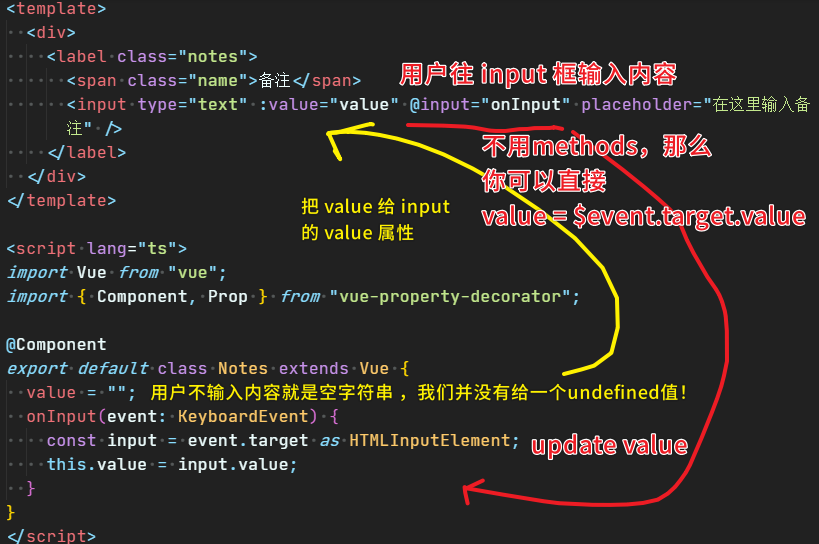 <template>
<div>
<label class="notes">
<span class="name">备注</span>
用户往 input 框输入内容
<input type="text" :value="value" @input="onInput" placeholder="在这里输入备
注" />
</label>
</div>
</template>
不用methods，那么
你可以直接
value = $event.target.value
把 value 给 input
的 value 属性
<script lang="ts">
import Vue from "vue";
import { Component, Prop } from "vue-property-decorator";
@Component
export default class Notes extends Vue {
value = ""; 用户不输入内容就是空字符串 ，我们并没有给一个undefined值！
onInput(event: KeyboardEvent) {
const input = event.target as HTMLInputElement;
update value
this.value = input.value;
}
}
</script>